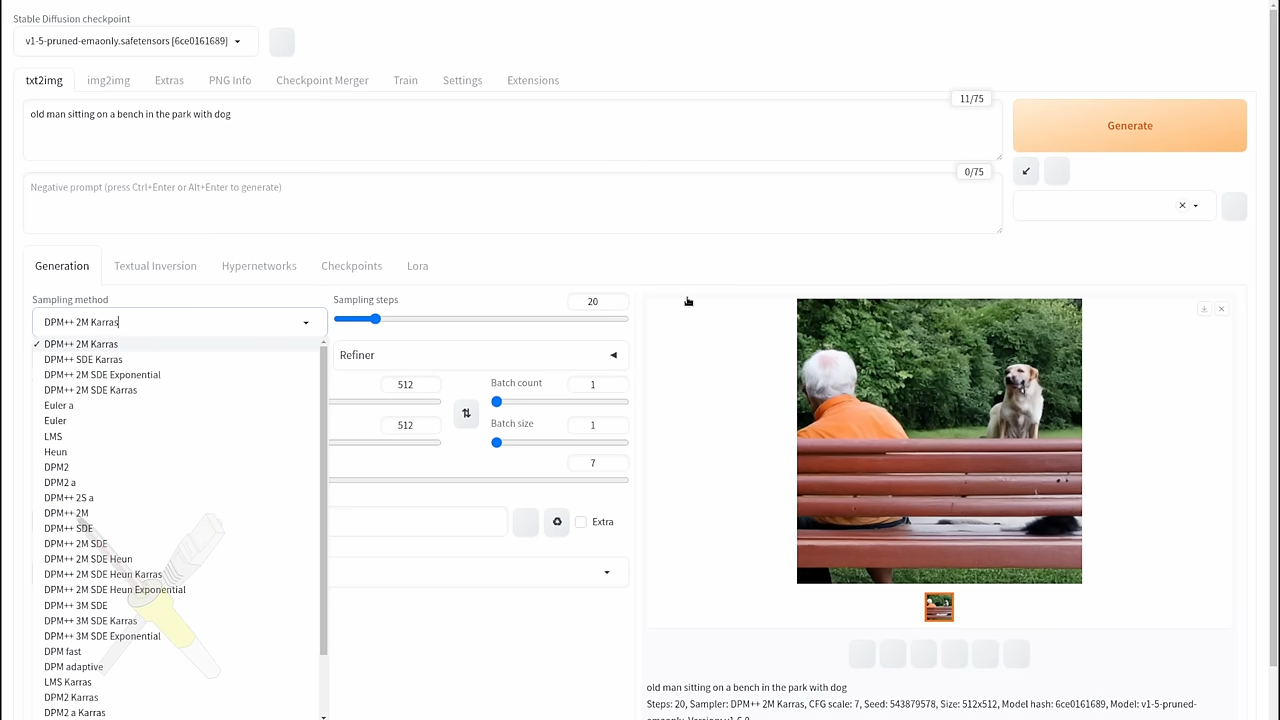 Stable Diffusion checkpoint
v1-5-pruned-emaonly.safetensors [6ce0161689]
txt2img img2img Extras PNG Info Checkpoint Merger Train Settings Extensions
11/75
old man sitting on a bench in the park with dog
Generate
0/75
Negative prompt (press Ctrl+Enter or Alt+Enter to generate)
Generation Textual Inversion Hypernetworks Checkpoints Lora
Sampling method
Sampling steps
20
DPM++ 2M Karras
✓ DPM++ 2M Karras
DPM++ SDE Karras
DPM++ 2M SDE Exponential
DPM++ 2M SDE Karras
Euler a
Euler
LMS
Heun
DPM2
DPM2 a
DPM++ 2S a
DPM++ 2M
DPM++ SDE
DPM++ 2M SDE
DPM++ 2M SDE Heun
DPM++ 2M SDE Heun Karras
DPM++ 2M SDE Heun Exponential
DPM++ 3M SDE
DPM++ 3M SDE Karras
DPM++ 3M SDE Exponential
DPM fast
DPM adaptive
LMS Karras
DPM2 Karras
DPM2 a Karras
Refiner
512
Batch count
1
512
Batch size
1
7
Extra
old man sitting on a bench in the park with dog
Steps: 20, Sampler: DPM++ 2M Karras, CFG scale: 7, Seed: 543879578, Size: 512x512, Model hash: 6ce0161689, Model: v1-5-pruned-
emaonly, Version: v1.6.0